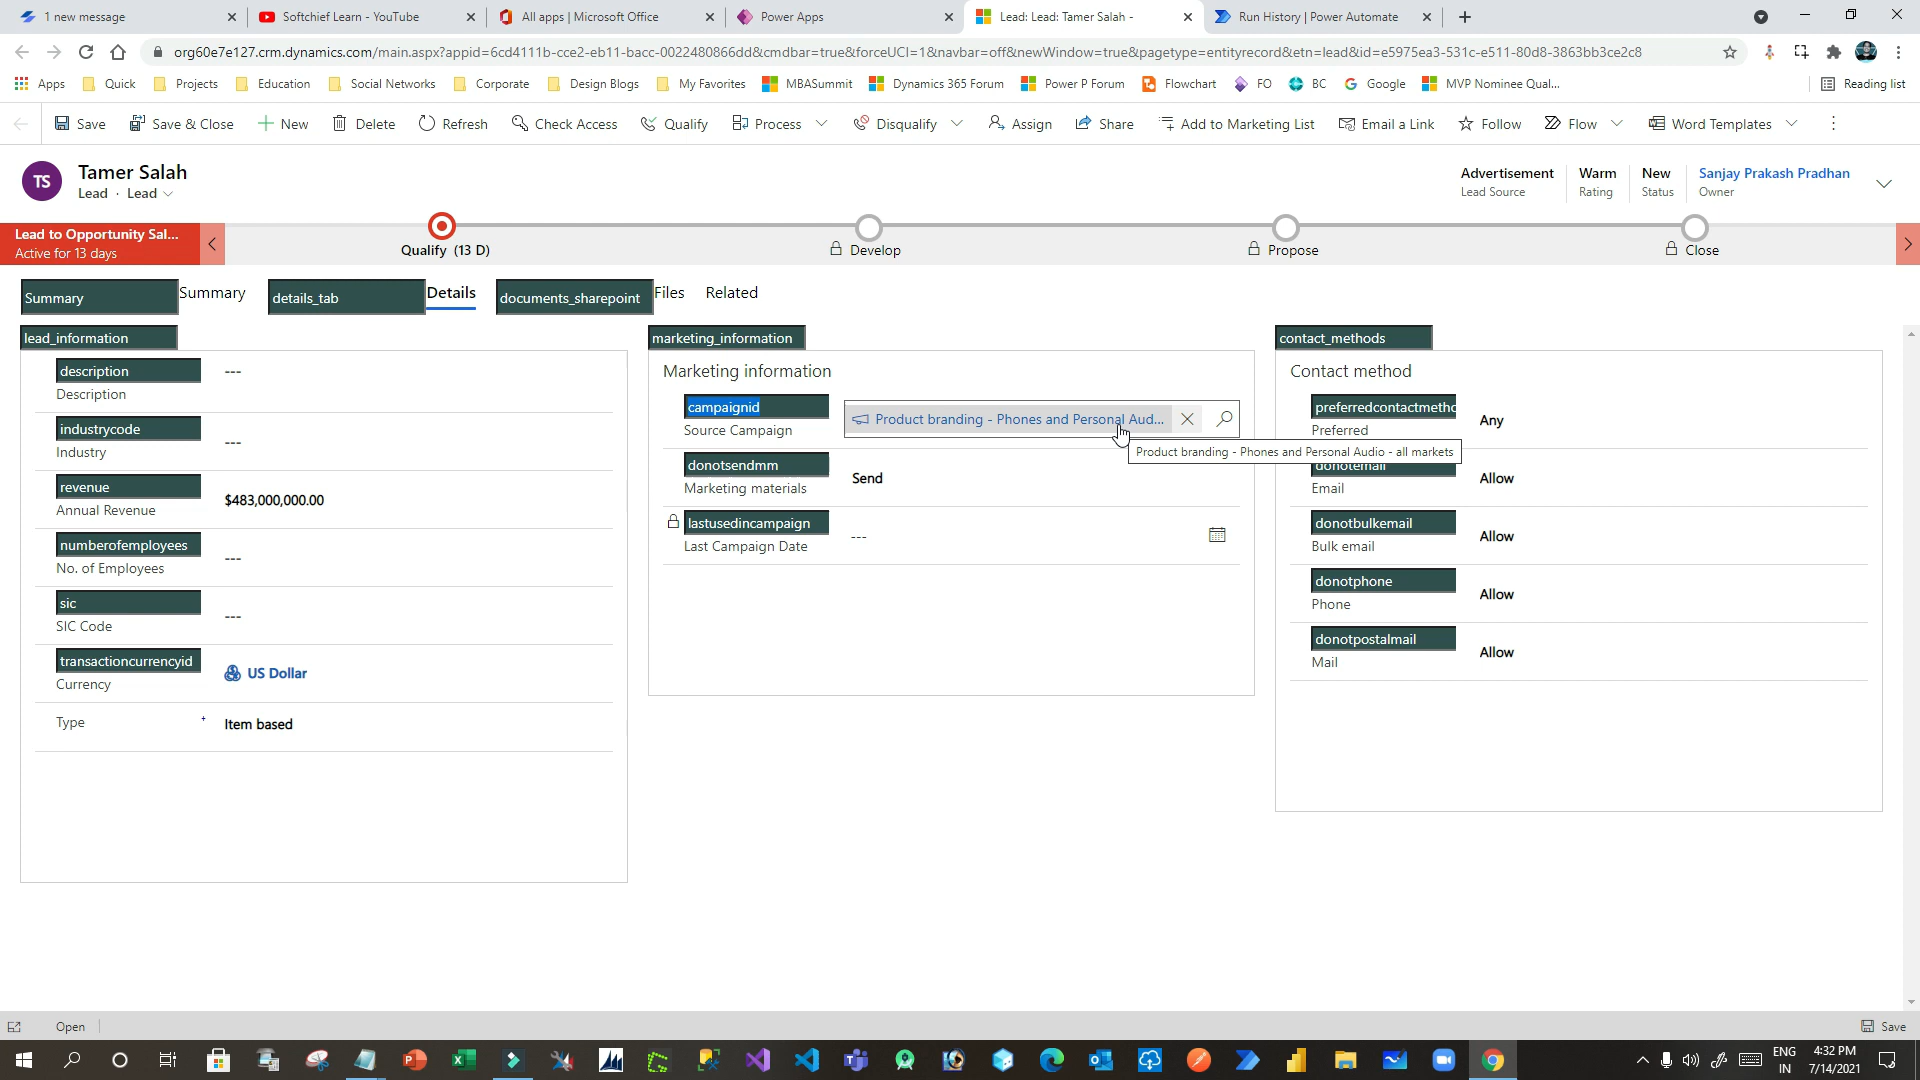 1 new message
Softchief Learn - YouTube
All apps | Microsoft Office
Power Apps
Lead: Lead: Tamer Salah -
Run History | Power Automate
org60e7e127.crm.dynamics.com/main.aspx?appid=6cd4111b-cce2-eb11-bacc-0022480866dd&cmdbar=true&forceUCI=1&navbar=off&newWindow=true&pagetype=entityrecord&etn=lead&id=e5975ea3-531c-e511-80d8-3863bb3ce2c8
Apps Quick Projects Education Social Networks Corporate Design Blogs My Favorites MBASummit Dynamics 365 Forum Power P Forum Flowchart FO BC Google MVP Nominee Qual... Reading list
Save Save & Close New Delete Refresh Check Access Qualify Process Disqualify Assign Share Add to Marketing List Email a Link Follow Flow Word Templates
TS
Tamer Salah
Lead · Lead
Advertisement
Lead Source
Warm
Rating
New
Status
Sanjay Prakash Pradhan
Owner
Lead to Opportunity Sal...
Active for 13 days
Qualify (13 D)
Develop
Propose
Close
Summary Summary details_tab Details documents_sharepoint Files Related
lead_information
description
Description
---
industrycode
Industry
---
revenue
Annual Revenue
$483,000,000.00
numberofemployees
No. of Employees
---
sic
SIC Code
---
transactioncurrencyid
Currency
US Dollar
Type + Item based
marketing_information
Marketing information
campaignid
Source Campaign
Product branding - Phones and Personal Aud...
Product branding - Phones and Personal Audio - all markets
donotsendmm
Marketing materials
Send
lastusedincampaign
Last Campaign Date
---
contact_methods
Contact method
preferredcontactmetho
Preferred
Any
donotemail
Email
Allow
donotbulkemail
Bulk email
Allow
donotphone
Phone
Allow
donotpostalmail
Mail
Allow
Open
Save
ENG
IN
4:32 PM
7/14/2021